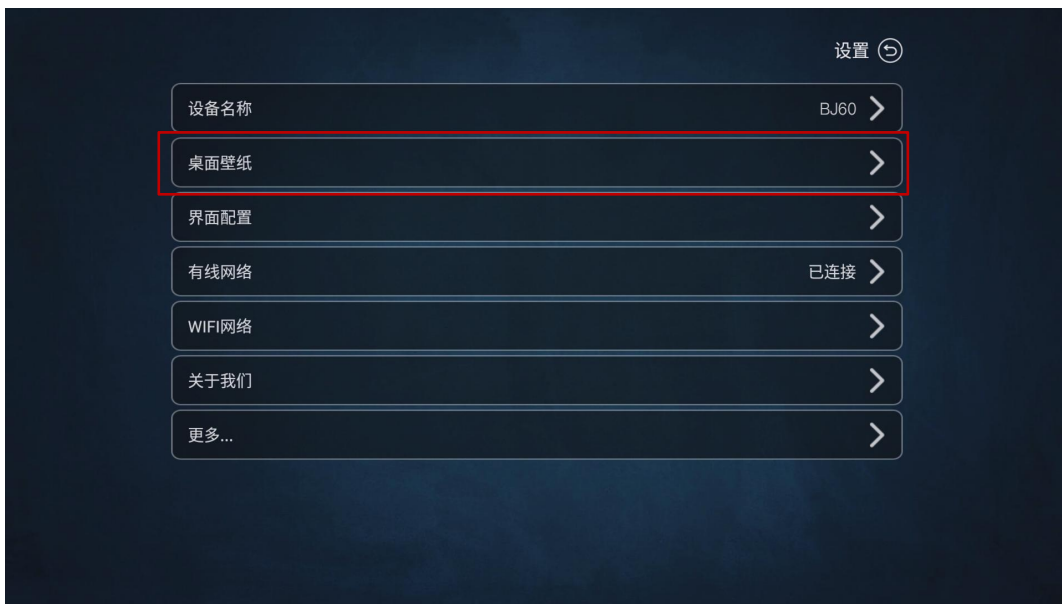 设置
设备名称 BJ60
桌面壁纸
界面配置
有线网络 已连接
WIFI网络
关于我们
更多...